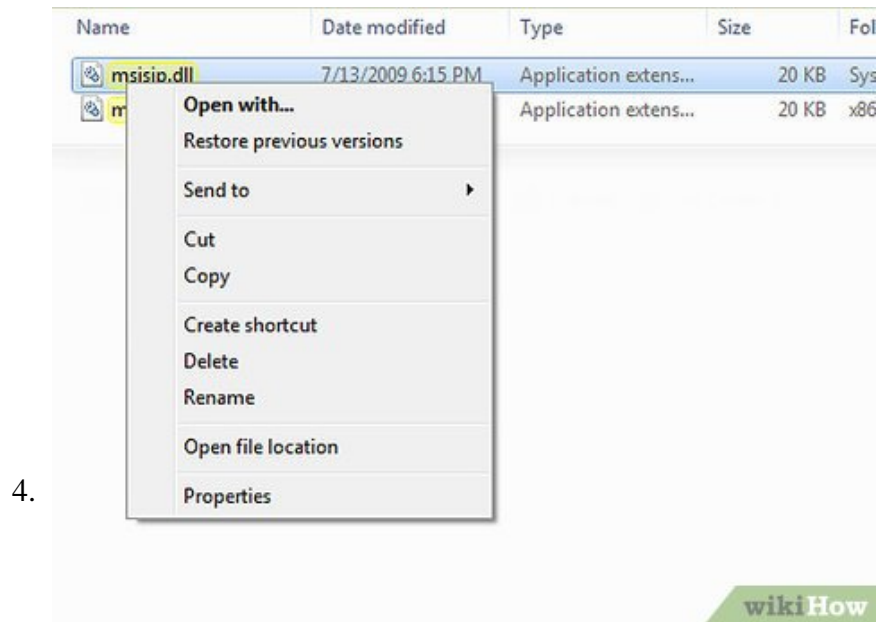 Name Date modified Type Size Fol
msisip.dll 7/13/2009 6:15 PM Application extens... 20 KB Sys
m Application extens... 20 KB x86
Open with...
Restore previous versions
Send to
Cut
Copy
Create shortcut
Delete
Rename
Open file location
4.
Properties
wikiHow